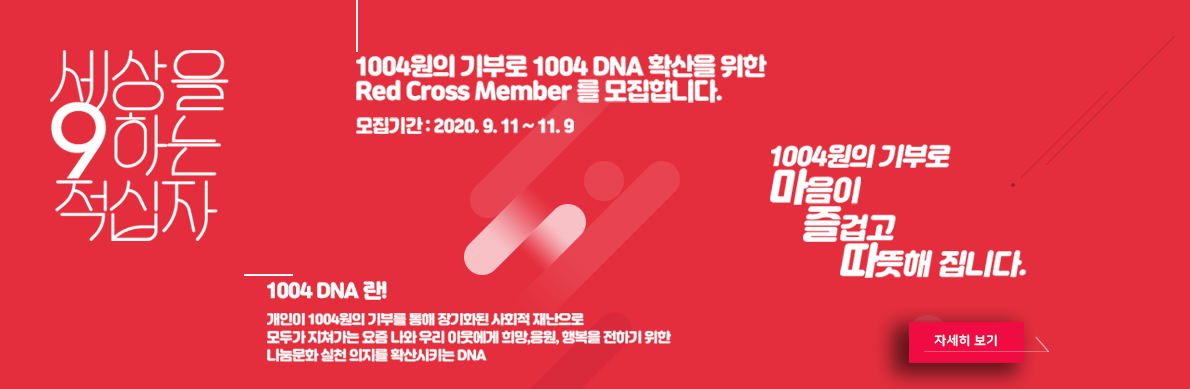 세상을
9하는
적십자
1004원의 기부로 1004 DNA 확산을 위한
Red Cross Member 를 모집합니다.
모집기간 : 2020. 9. 11 ~ 11. 9
1004원의 기부로
마음이
즐겁고
따뜻해 집니다.
1004 DNA 란!
개인이 1004원의 기부를 통해 장기화된 사회적 재난으로
모두가 지쳐가는 요즘 나와 우리 이웃에게 희망,응원, 행복을 전하기 위한
나눔문화 실천 의지를 확산시키는 DNA
자세히 보기